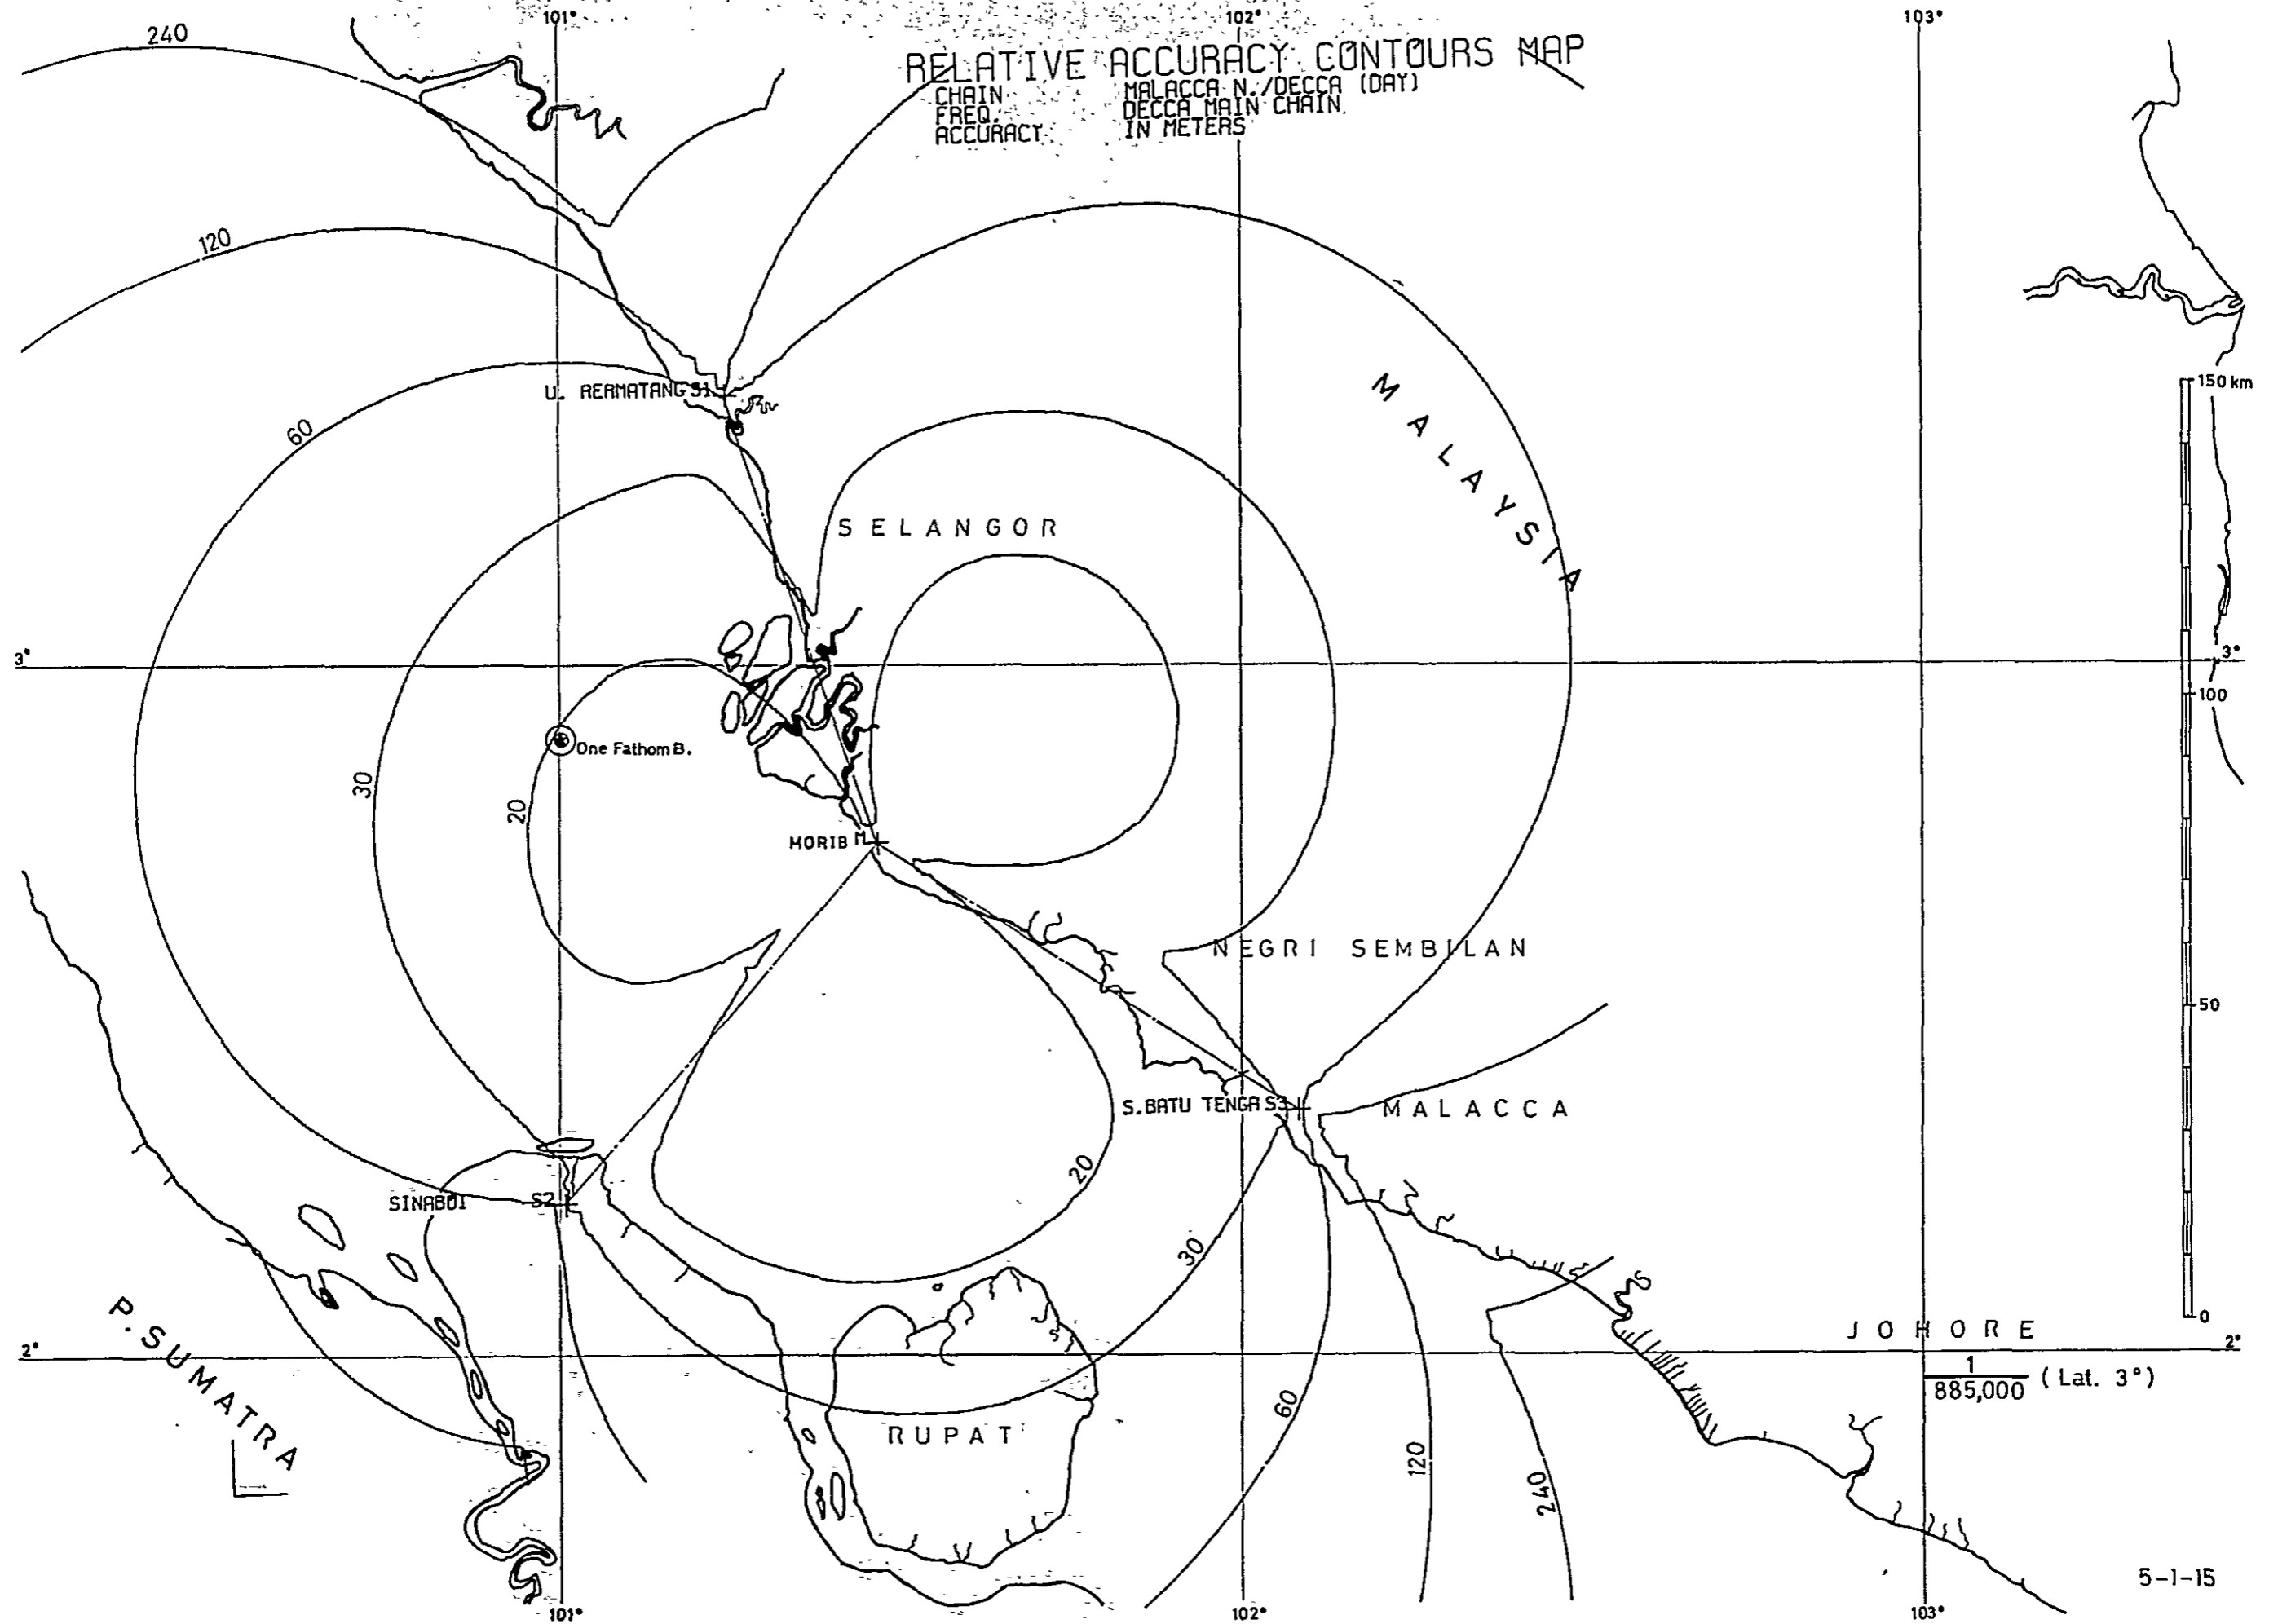 101°
102°
103°
240
RELATIVE ACCURACY CONTOURS MAP
CHAIN MALACCA N./DECCA (DAY)
FREQ. DECCA MAIN CHAIN
ACCURACY IN METERS
120
MALAYSIA
150 km
U. RERMATANG S1
60
SELANGOR
3°
3°
100
One Fathom B.
30
20
MORIB M
NEGRI SEMBILAN
50
S.BATU TENGA S3
MALACCA
20
SINABOI S2
30
P. SUMATRA
0
JOHORE
2°
2°
1
885,000 (Lat. 3°)
60
RUPAT
120
240
5-1-15
101°
102°
103°